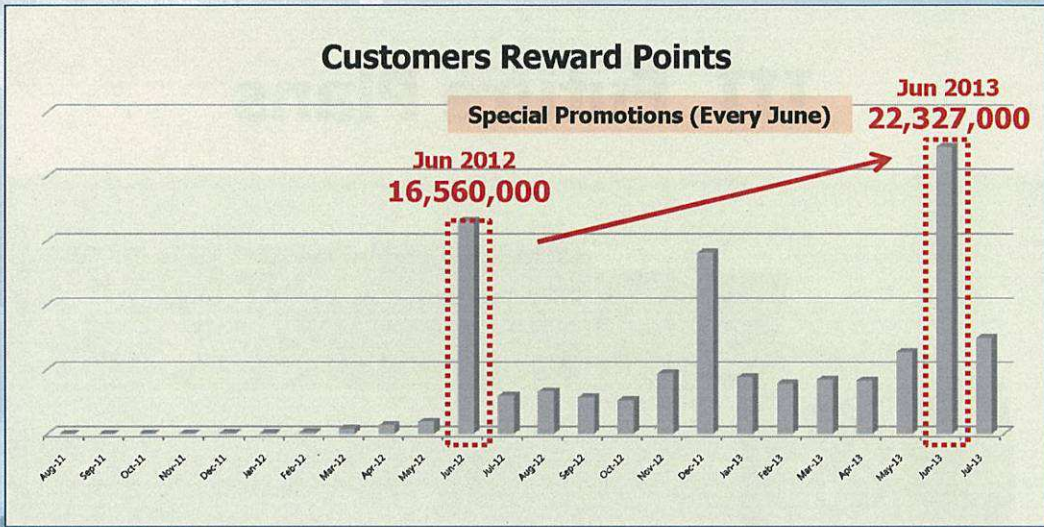 Customers Reward Points
Special Promotions (Every June)
Jun 2013
22,327,000
Jun 2012
16,560,000
Aug-11
Sep-11
Oct-11
Nov-11
Dec-11
Jan-12
Feb-12
Mar-12
Apr-12
May-12
Jun-12
Jul-12
Aug-12
Sep-12
Oct-12
Nov-12
Dec-12
Jan-13
Feb-13
Mar-13
Apr-13
May-13
Jun-13
Jul-13